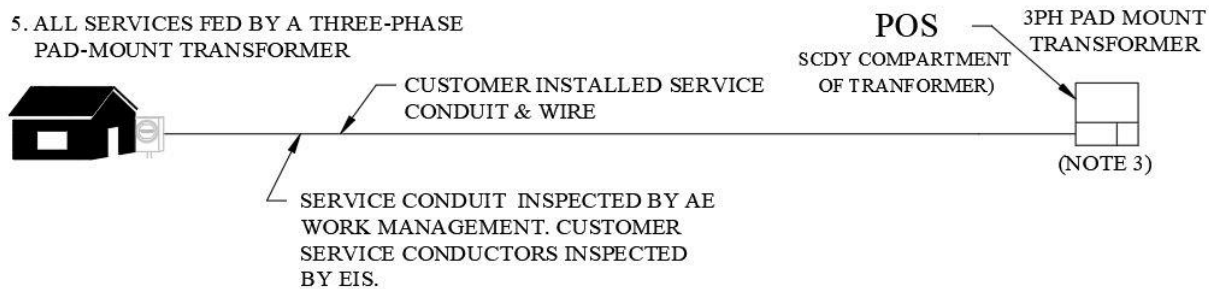 5. ALL SERVICES FED BY A THREE-PHASE
PAD-MOUNT TRANSFORMER
POS
(SCDY COMPARTMENT
OF TRANFORMER)
3PH PAD MOUNT
TRANSFORMER
CUSTOMER INSTALLED SERVICE
CONDUIT & WIRE
(NOTE 3)
SERVICE CONDUIT INSPECTED BY AE
WORK MANAGEMENT. CUSTOMER
SERVICE CONDUCTORS INSPECTED
BY EIS.